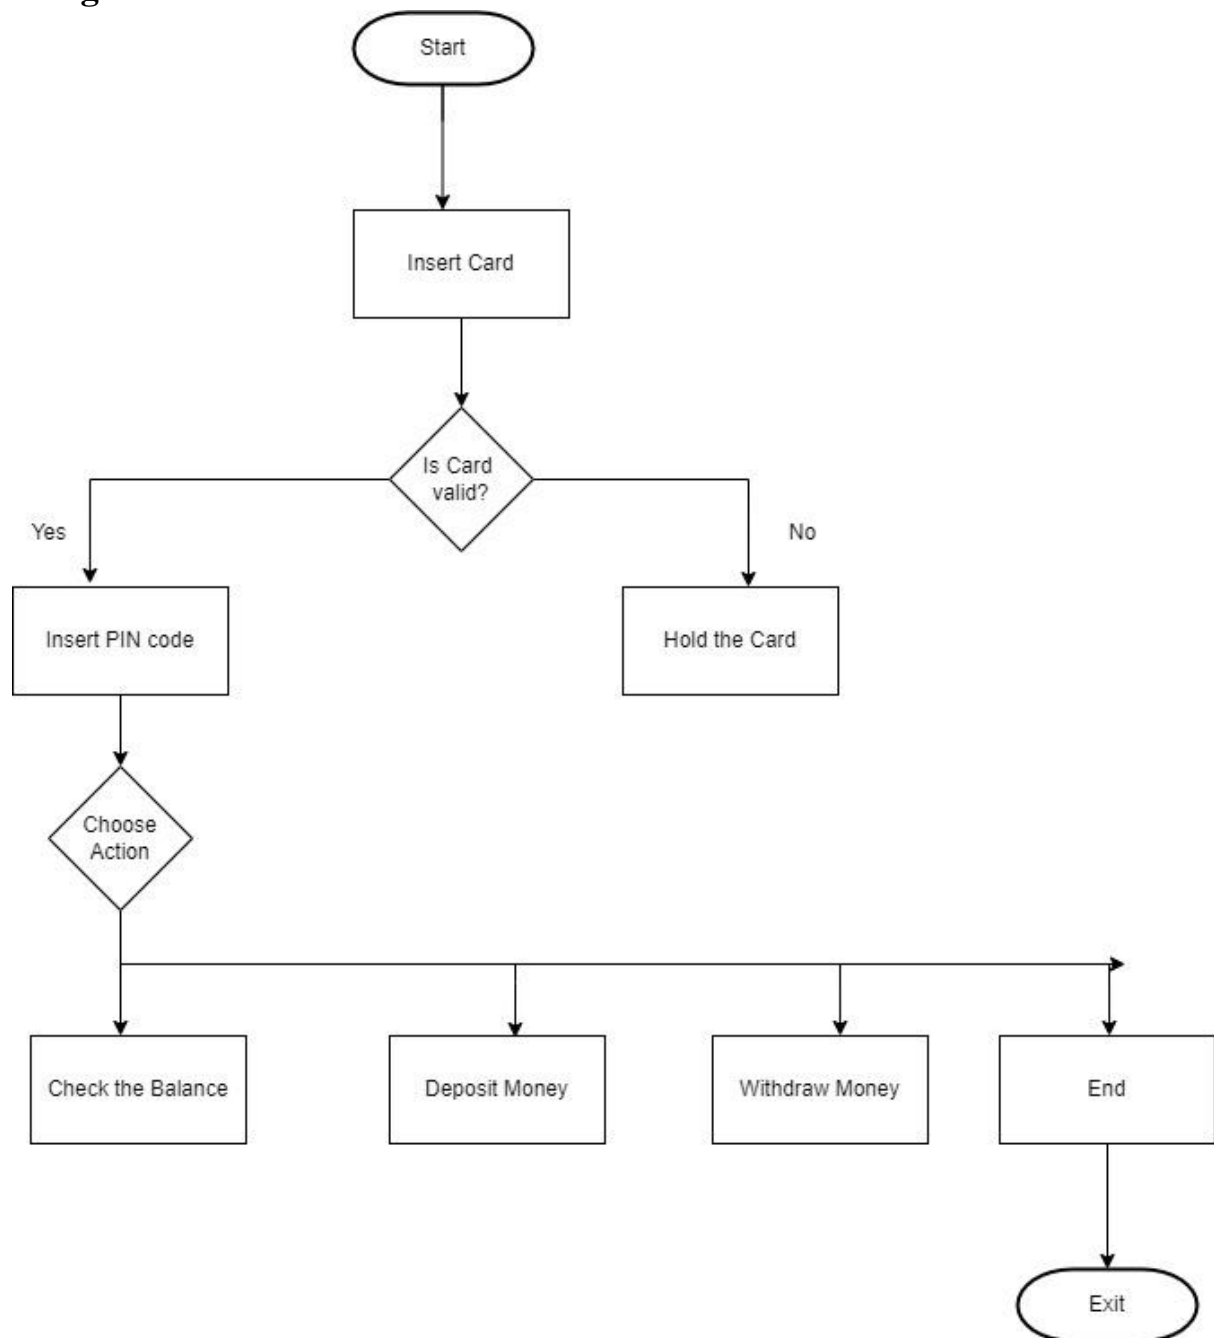 Start
Insert Card
Is Card
valid?
Yes
No
Insert PIN code
Hold the Card
Choose
Action
Check the Balance
Deposit Money
Withdraw Money
End
Exit